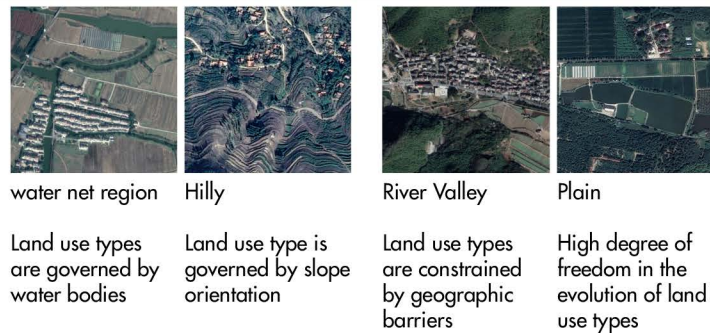 water net region
Hilly
River Valley
Plain
Land use types
are governed by
water bodies
Land use type is
governed by slope
orientation
Land use types
are constrained
by geographic
barriers
High degree of
freedom in the
evolution of land
use types